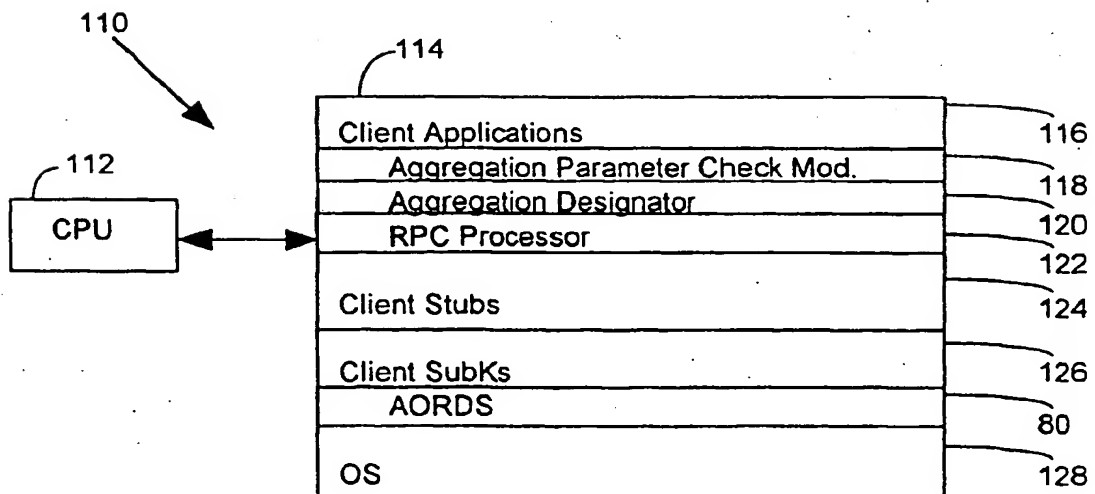 110
114
Client Applications
116
112
Aggregation Parameter Check Mod.
118
Aggregation Designator
120
CPU
RPC Processor
122
Client Stubs
124
Client SubKs
126
AORDS
80
OS
128